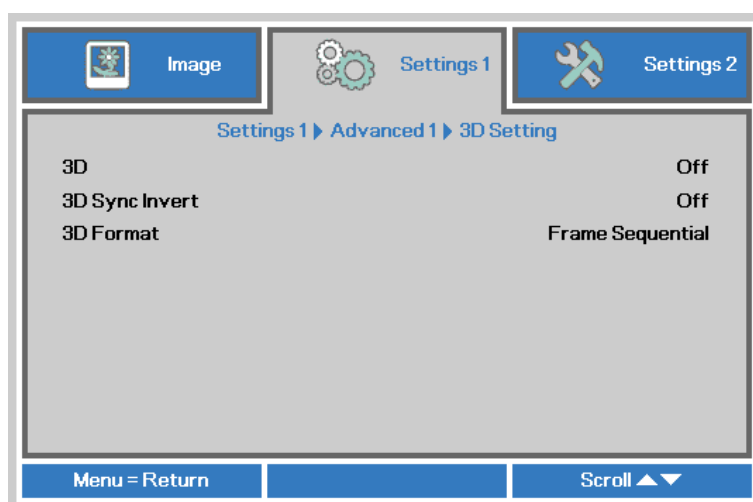 Image
Settings 1
Settings 2
Settings 1 Advanced 1 3D Setting
3D Off
3D Sync Invert Off
3D Format Frame Sequential
Menu = Return
Scroll